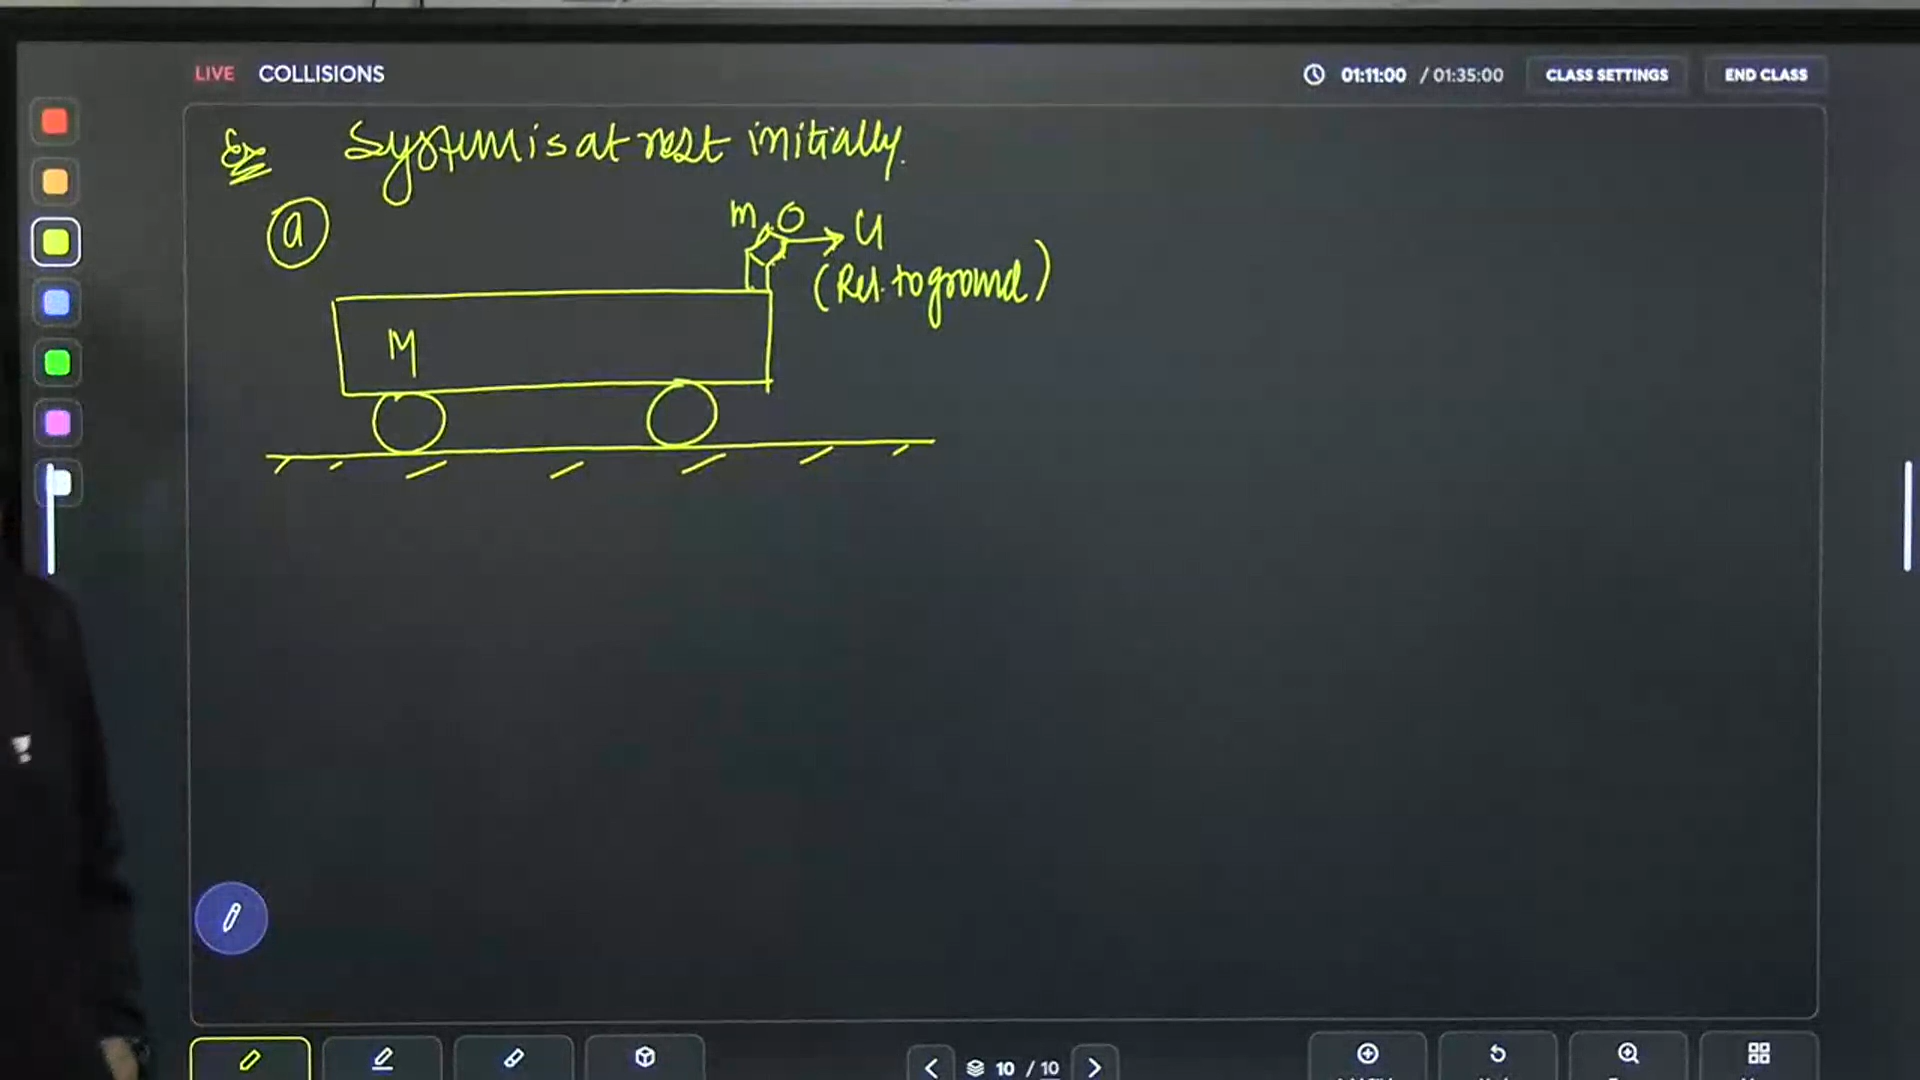 LIVE COLLISIONS 01:11:00 / 01:35:00 CLASS SETTINGS END CLASS
Ex System is at rest initially.
a
m u
(Rel. to ground)
M
10 / 10